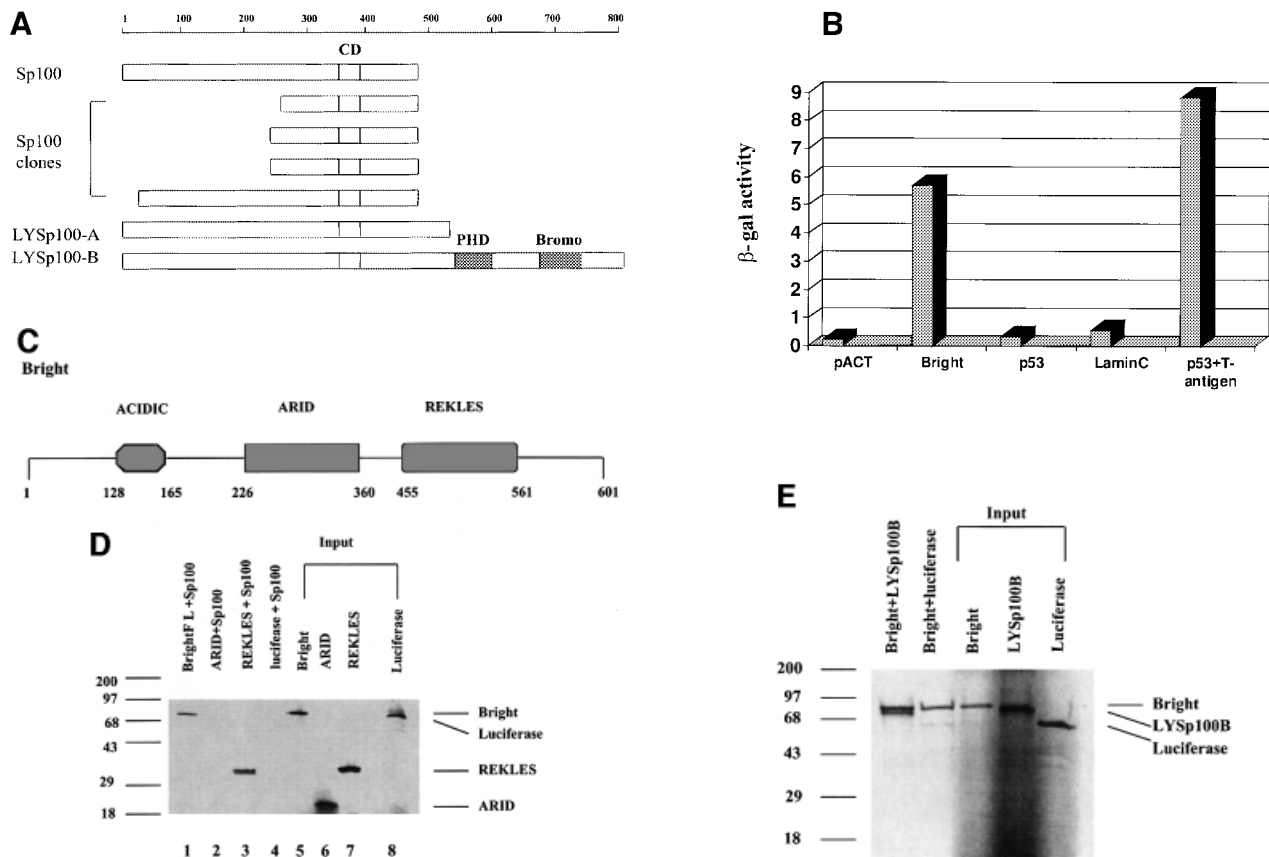 A
0 100 200 300 400 500 600 700 800
CD
Sp100
Sp100
clones
LYSp100-A
PHD Bromo
LYSp100-B
B
β- gal activity
9
8
7
6
5
4
3
2
1
0
pACT Bright p53 LaminC p53+T-
antigen
C
Bright
ACIDIC ARID REKLES
1 128 165 226 360 455 561 601
D
Input
BrightF L +Sp100
ARID+Sp100
REKLES + Sp100
lucifease + Sp100
Bright
ARID
REKLES
Luciferase
200
97
68
43
29
18
Bright
Luciferase
REKLES
ARID
1 2 3 4 5 6 7 8
E
Input
Bright+LYSp100B
Bright+luciferase
Bright
LYSp100B
Luciferase
200
97
68
43
29
18
Bright
LYSp100B
Luciferase